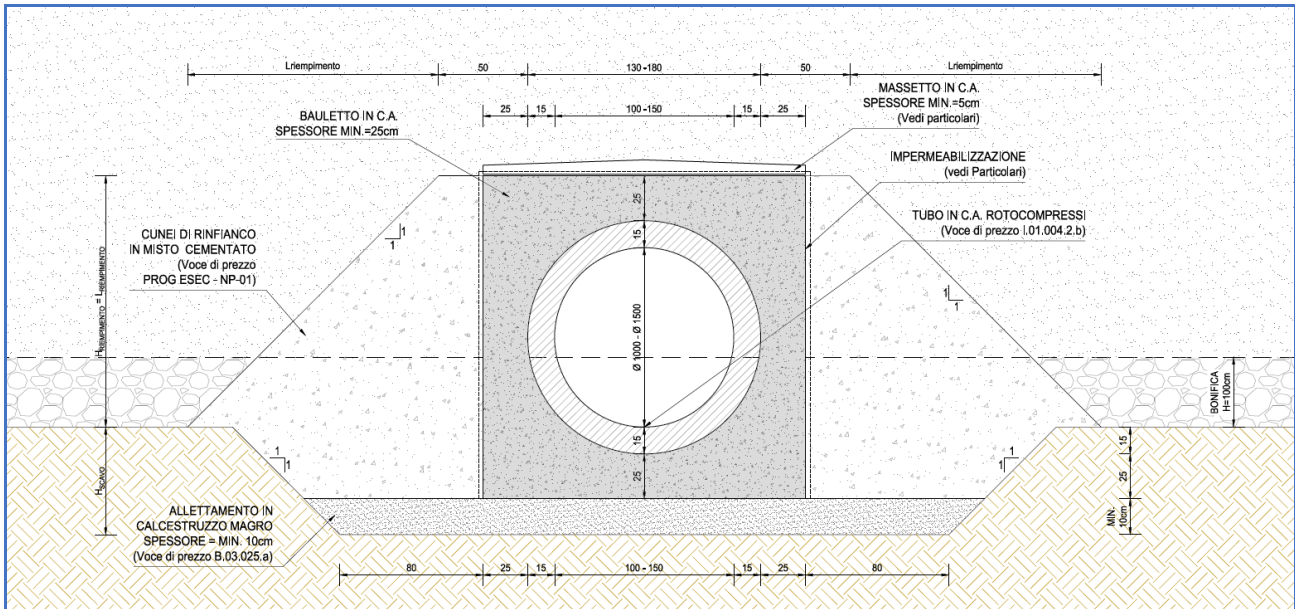 Lriempimento
50
130 - 180
50
Lriempimento
25
15
100 - 150
15
25
MASSETTO IN C.A.
SPESSORE MIN.=5cm
(Vedi particolari)
BAULETTO IN C.A.
SPESSORE MIN.=25cm
IMPERMEABILIZZAZIONE
(vedi Particolari)
TUBO IN C.A. ROTOCOMPRESSI
(Voce di prezzo I.01.004.2.b)
CUNEI DI RINFIANCO
IN MISTO CEMENTATO
(Voce di prezzo
PROG ESEC - NP-01)
25
15
1
1
1
1
HRIEMPIMENTO = LRIEMPIMENTO
Ø 1000 - Ø 1500
BONIFICA
H=100cm
15
25
15
25
MIN.
10cm
1
1
1
1
HSCAVO
ALLETTAMENTO IN
CALCESTRUZZO MAGRO
SPESSORE = MIN. 10cm
(Voce di prezzo B.03.025.a)
80
25
15
100 - 150
15
25
80